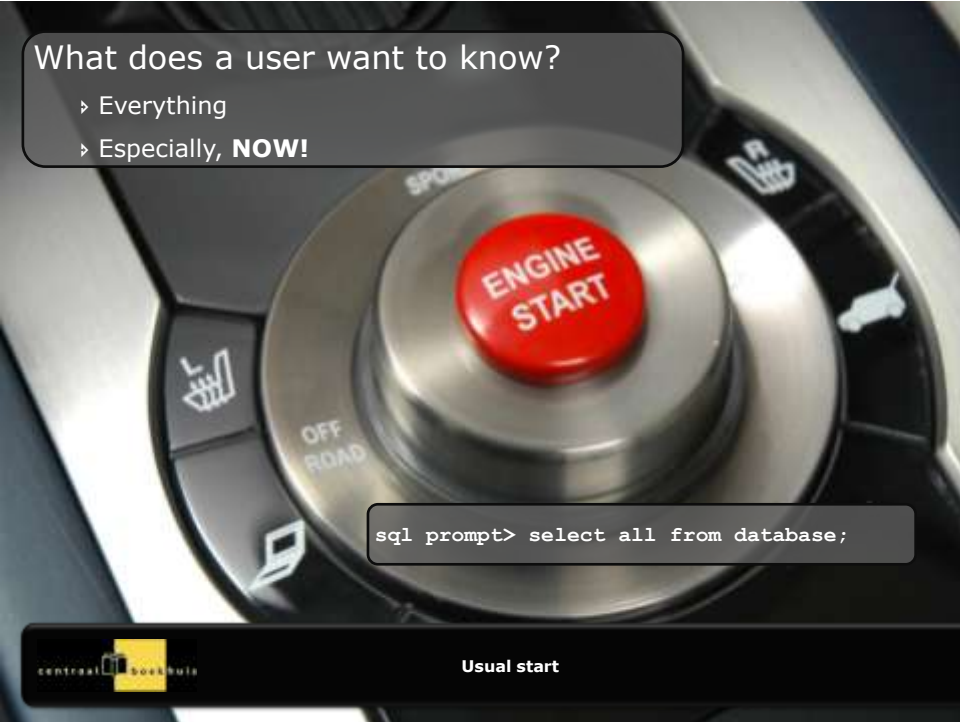 What does a user want to know?
Everything
Especially, NOW!
SPO
R
ENGINE
START
L
OFF
ROAD
sql prompt> select all from database;
centraal boekhuis
Usual start